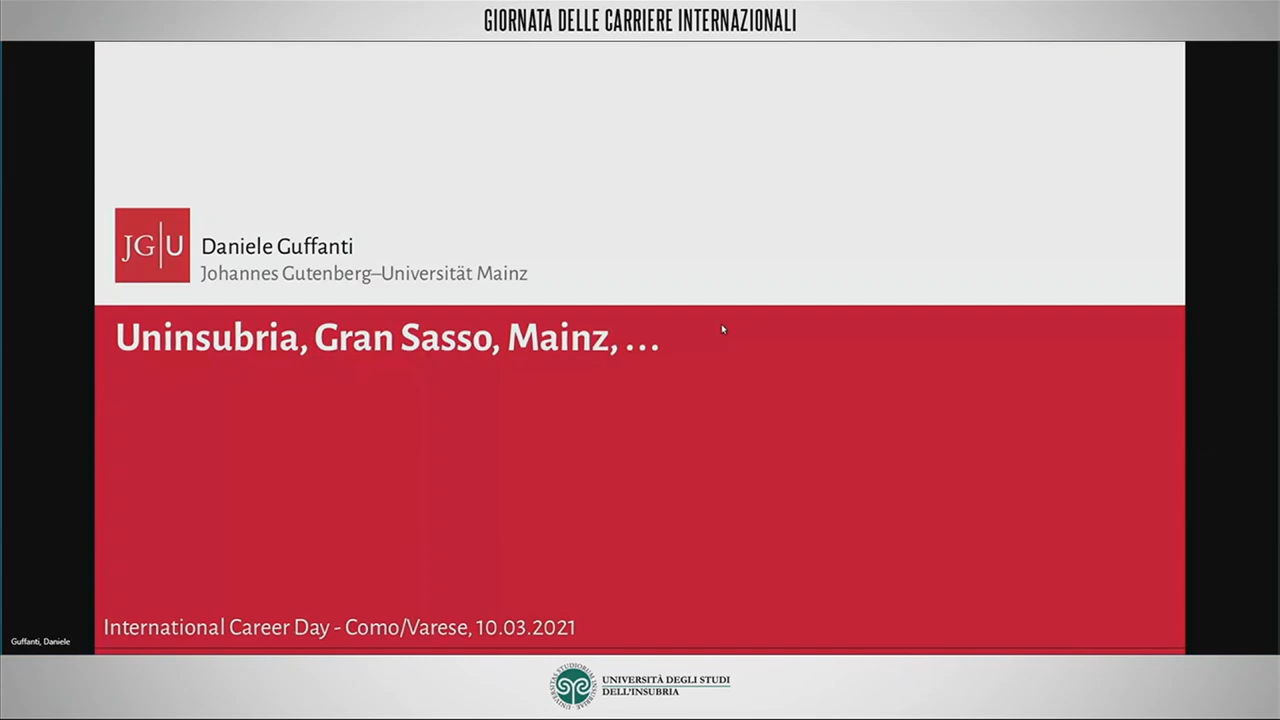 GIORNATA DELLE CARRIERE INTERNAZIONALI
JG|U
Daniele Guffanti
Johannes Gutenberg–Universität Mainz
Uninsubria, Gran Sasso, Mainz, ...
International Career Day - Como/Varese, 10.03.2021
Guffanti, Daniele
UNIVERSITÀ DEGLI STUDI
DELL'INSUBRIA